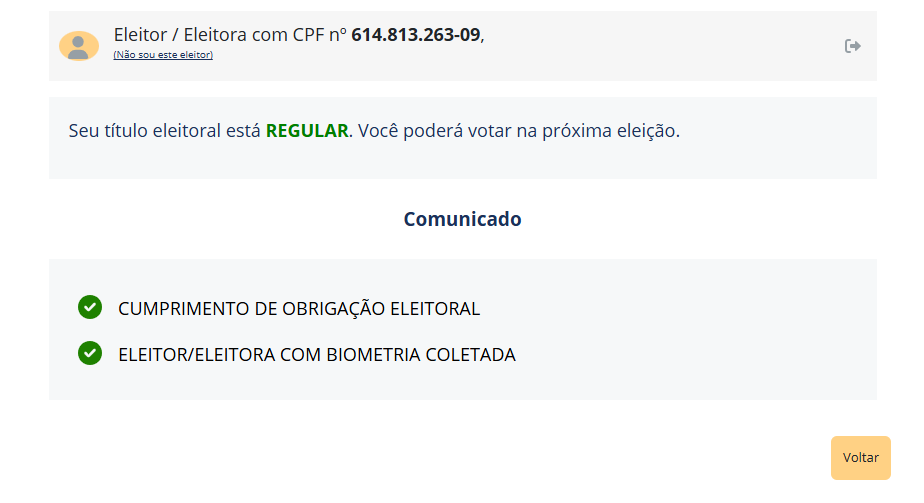 Eleitor / Eleitora com CPF nº 614.813.263-09,
(Não sou este eleitor)
Seu título eleitoral está REGULAR. Você poderá votar na próxima eleição.
Comunicado
CUMPRIMENTO DE OBRIGAÇÃO ELEITORAL
ELEITOR/ELEITORA COM BIOMETRIA COLETADA
Voltar